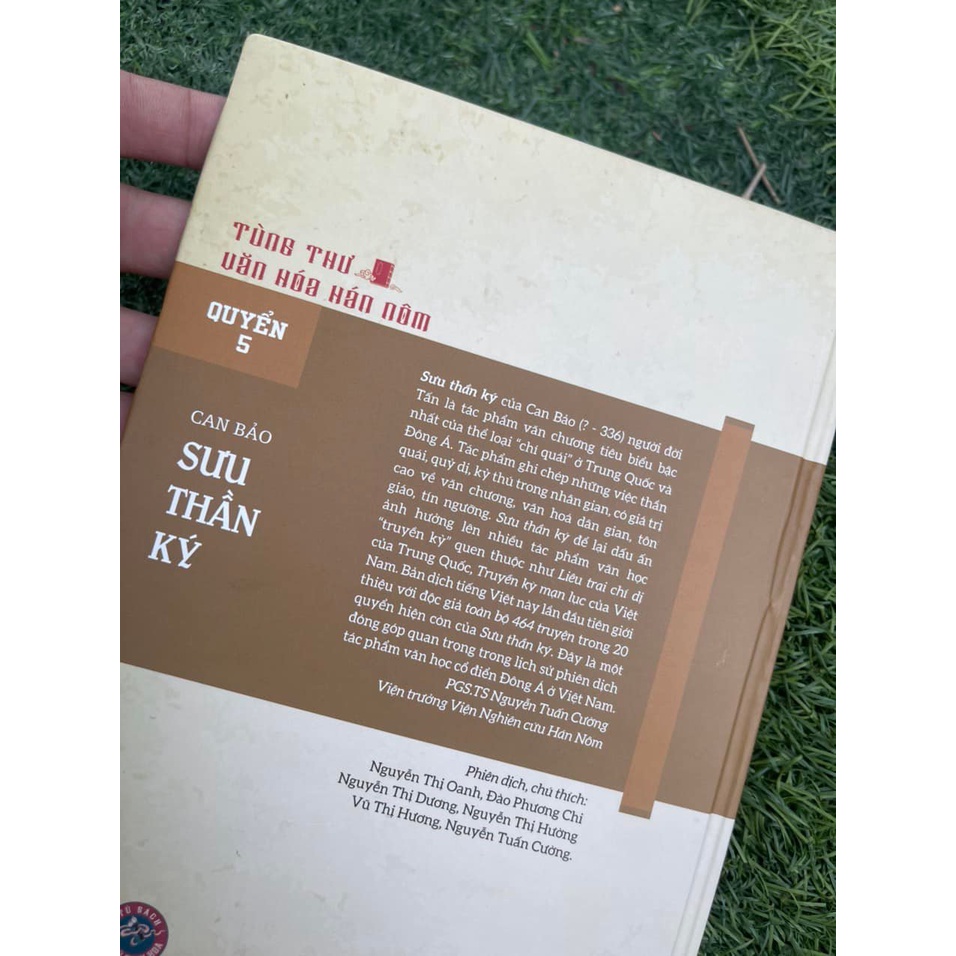 TÙNG THƯ
VĂN HÓA HÁN NÔM
QUYỂN
5
CAN BẢO
SƯU
THẦN
KÝ
Sưu thần ký của Can Bảo (? - 336) người đời
Tấn là tác phẩm văn chương tiêu biểu bậc
nhất của thể loại “chí quái” ở Trung Quốc và
Đông Á. Tác phẩm ghi chép những việc thần
quái, quỷ dị, kỳ thú trong nhân gian, có giá trị
cao về văn chương, văn hoá dân gian, tôn
giáo, tín ngưỡng. Sưu thần ký để lại dấu ấn
ảnh hưởng lên nhiều tác phẩm văn học
“truyền kỳ” quen thuộc như Liêu trai chí dị
của Trung Quốc, Truyền kỳ mạn lục của Việt
Nam. Bản dịch tiếng Việt này lần đầu tiên giới
thiệu với độc giả toàn bộ 464 truyện trong 20
quyển hiện còn của Sưu thần ký. Đây là một
đóng góp quan trọng trong lịch sử phiên dịch
tác phẩm văn học cổ điển Đông Á ở Việt Nam.
PGS.TS Nguyễn Tuấn Cường
Viện trưởng Viện Nghiên cứu Hán Nôm
Phiên dịch, chú thích:
Nguyễn Thị Oanh, Đào Phương Chi
Nguyễn Thị Dương, Nguyễn Thị Hường
Vũ Thị Hương, Nguyễn Tuấn Cường.
TỦ SÁCH